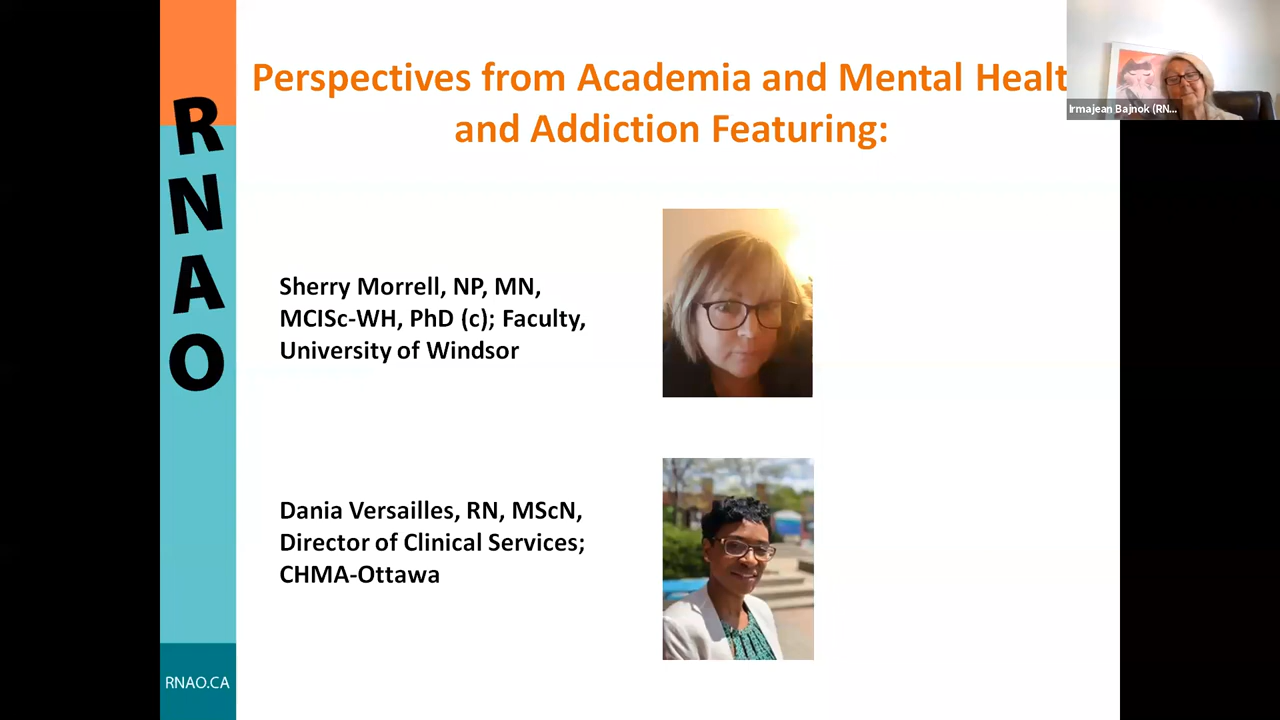 Perspectives from Academia and Mental Healt
and Addiction Featuring:
Irmajean Bajnok (RN...
RNAO
Sherry Morrell, NP, MN,
MCISc-WH, PhD (c); Faculty,
University of Windsor
Dania Versailles, RN, MScN,
Director of Clinical Services;
CHMA-Ottawa
RNAO.CA